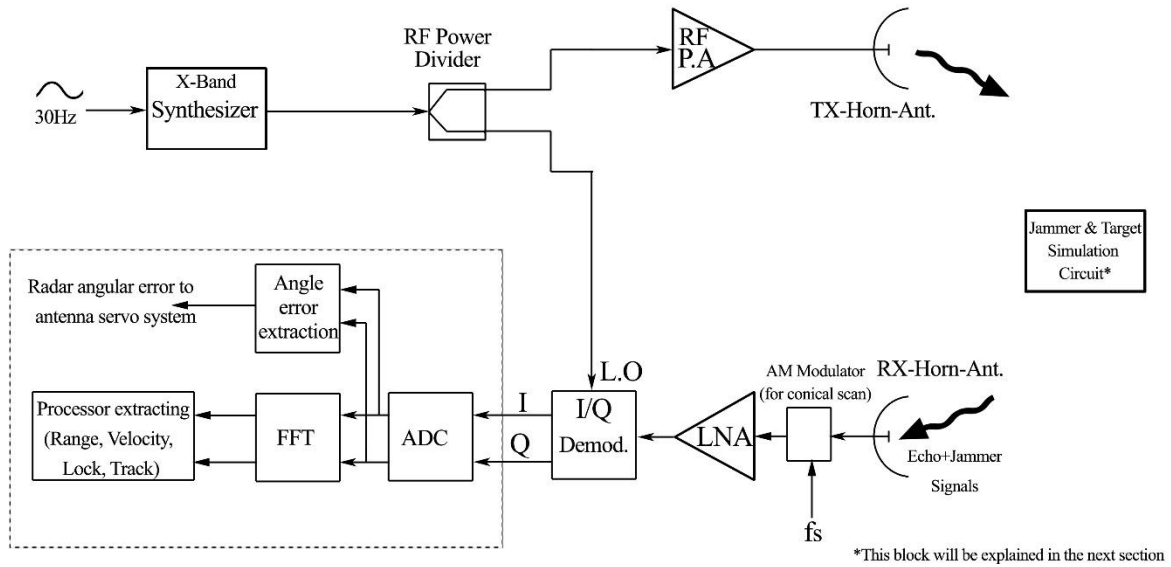 RF Power
Divider
RF
P.A
X-Band
Synthesizer
30Hz
TX-Horn-Ant.
Jammer & Target
Simulation
Circuit*
Radar angular error to
antenna servo system
Angle
error
extraction
L.O
AM Modulator
(for conical scan)
RX-Horn-Ant.
Processor extracting
(Range, Velocity,
Lock, Track)
FFT
ADC
I
Q
I/Q
Demod.
LNA
Echo+Jammer
Signals
fs
*This block will be explained in the next section